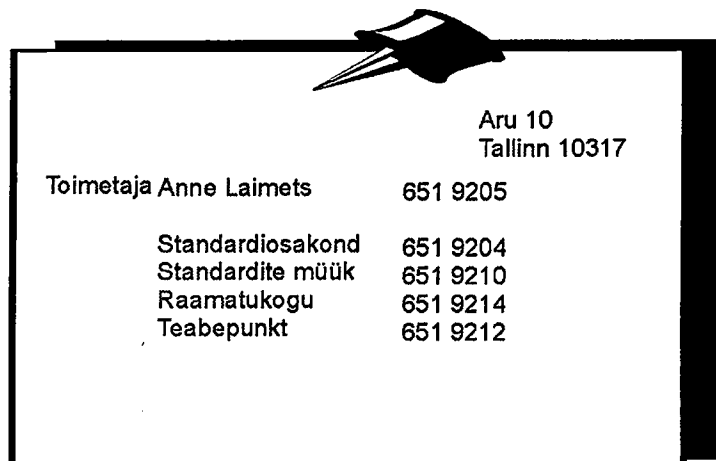 Aru 10
Tallinn 10317
Toimetaja Anne Laimets 651 9205
Standardiosakond 651 9204
Standardite müük 651 9210
Raamatukogu 651 9214
Teabepunkt 651 9212